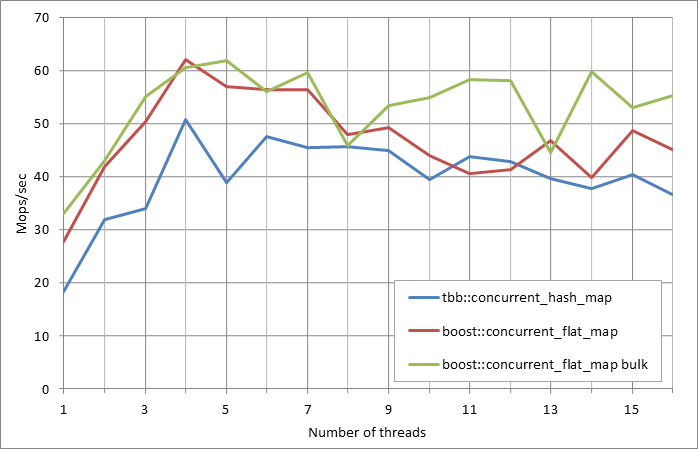 70
60
50
40
30
20
10
0
Mops/sec
tbb::concurrent_hash_map
boost::concurrent_flat_map
boost::concurrent_flat_map bulk
1 3 5 7 9 11 13 15
Number of threads